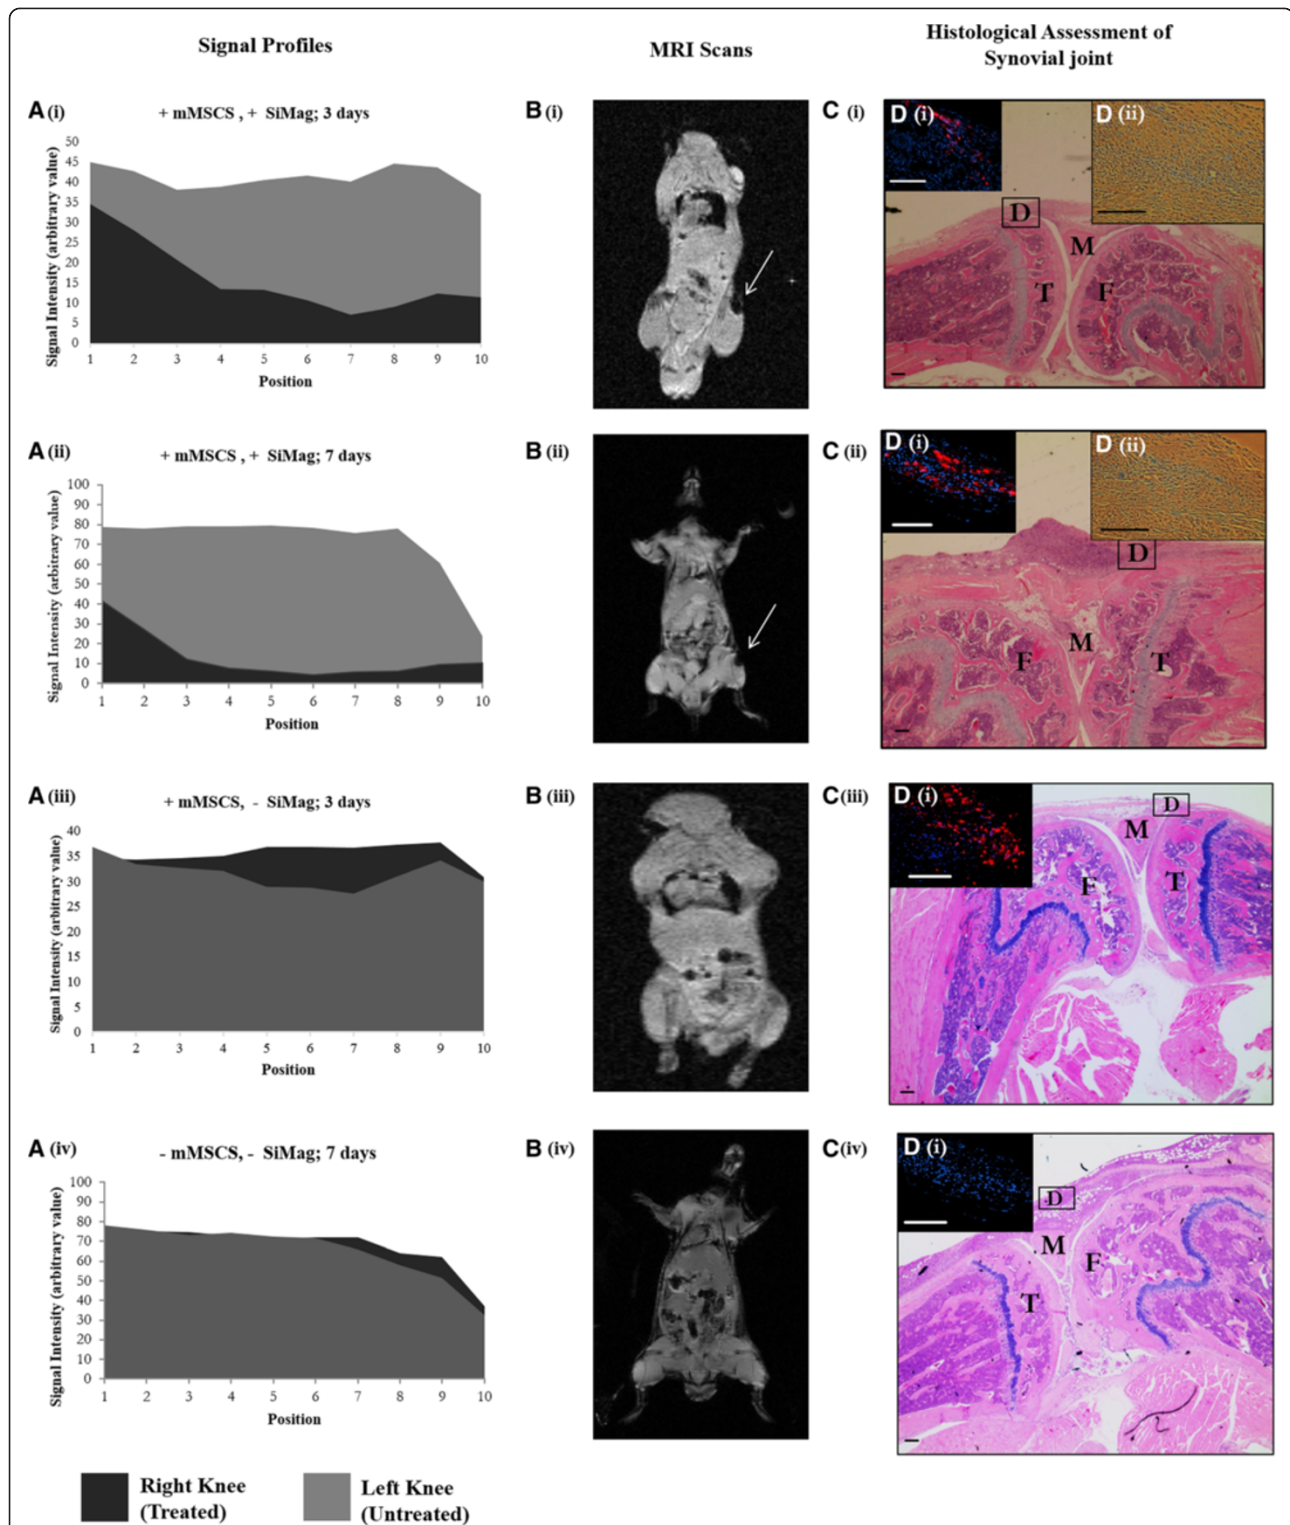 Signal Profiles
MRI Scans
Histological Assessment of
Synovial joint
A (i)
+ mMSCS , + SiMag; 3 days
Signal Intensity (arbitrary value)
50
45
40
35
30
25
20
15
10
5
0
1 2 3 4 5 6 7 8 9 10
Position
B (i)
C (i)
D (i)
D (ii)
D
M
T
F
A (ii)
+ mMSCS , + SiMag; 7 days
Signal Intensity (arbitrary value)
100
90
80
70
60
50
40
30
20
10
0
1 2 3 4 5 6 7 8 9 10
Position
B (ii)
C (ii)
D (i)
D (ii)
D
F
M
T
A (iii)
+ mMSCS, - SiMag; 3 days
Signal Intensity (arbitrary value)
40
35
30
25
20
15
10
5
0
1 2 3 4 5 6 7 8 9 10
Position
B (iii)
C(iii)
D (i)
D
M
F
T
A (iv)
- mMSCS, - SiMag; 7 days
Signal Intensity (arbitrary value)
100
90
80
70
60
50
40
30
20
10
0
1 2 3 4 5 6 7 8 9 10
Position
B (iv)
C(iv)
D (i)
D
M
F
T
Right Knee
(Treated)
Left Knee
(Untreated)